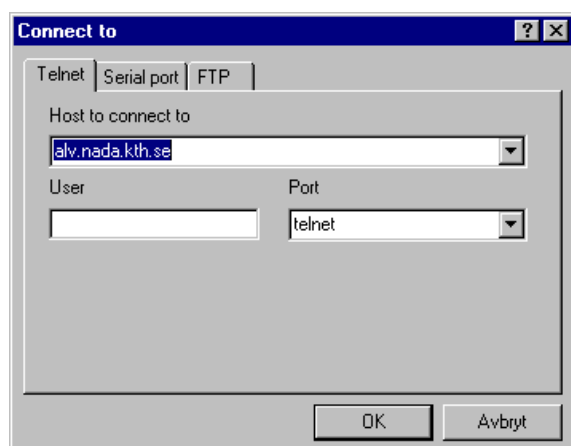 Connect to
Telnet Serial port FTP
Host to connect to
alv.nada.kth.se
User Port
telnet
OK Avbryt